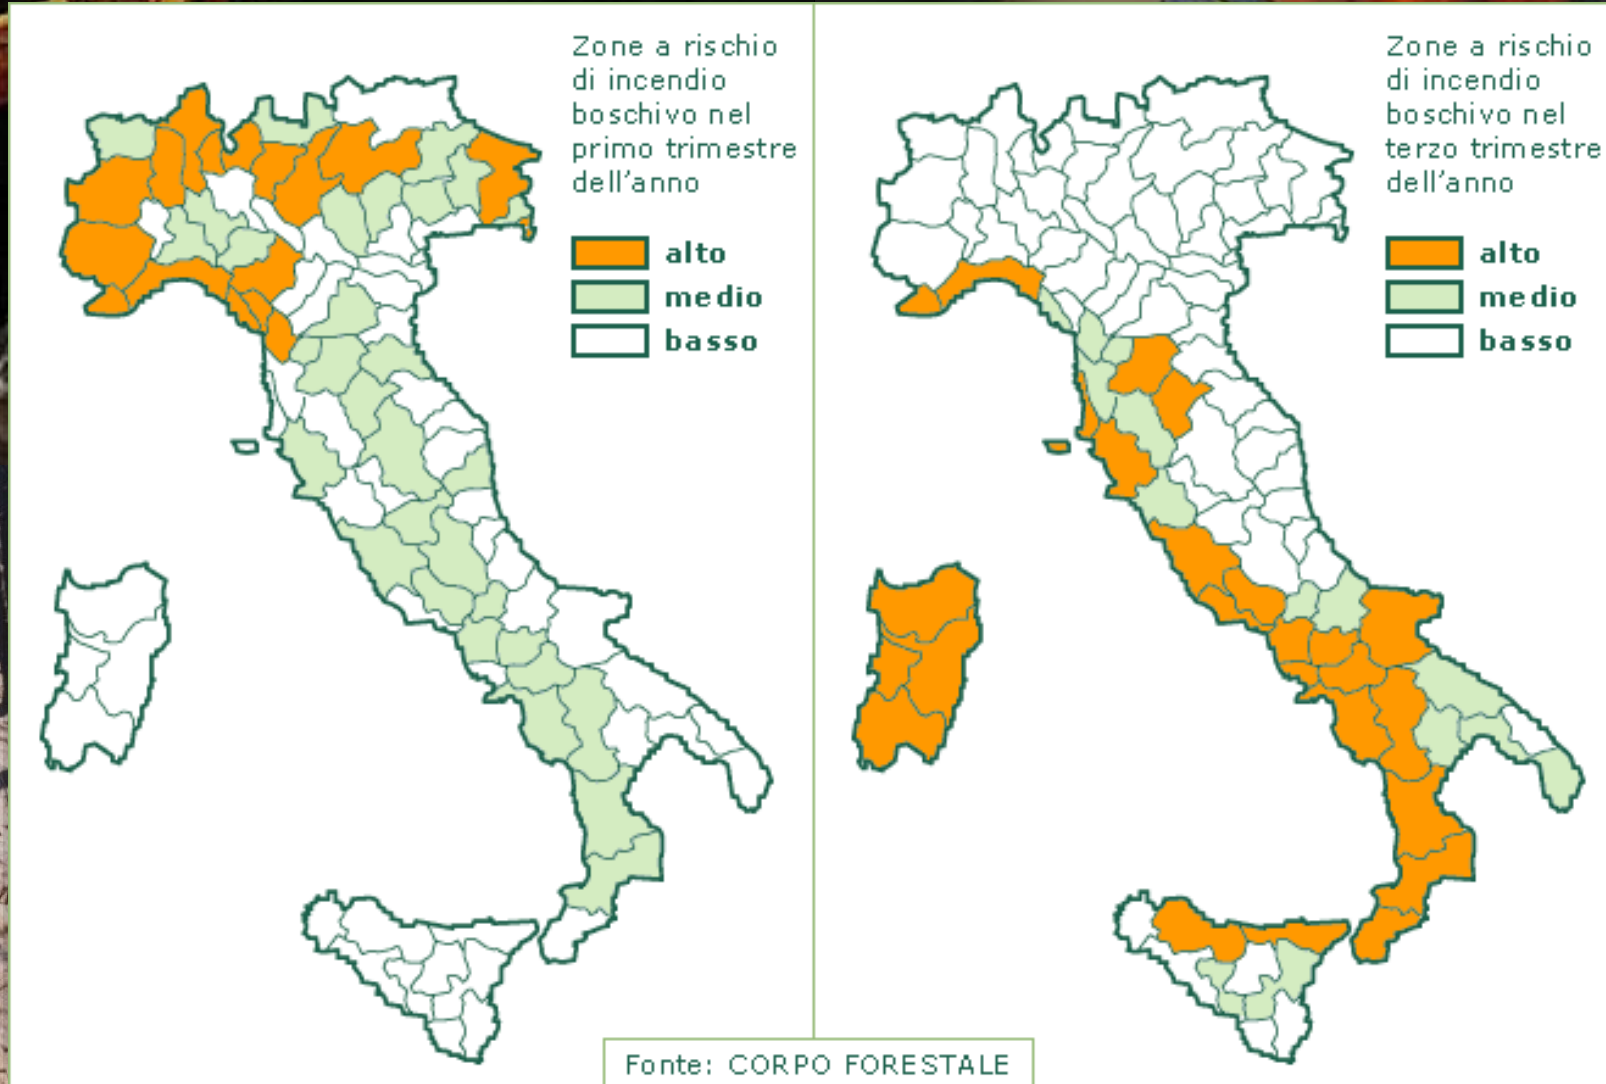 Zone a rischio
di incendio
boschivo nel
primo trimestre
dell'anno
alto
medio
basso
Zone a rischio
di incendio
boschivo nel
terzo trimestre
dell'anno
alto
medio
basso
Fonte: CORPO FORESTALE